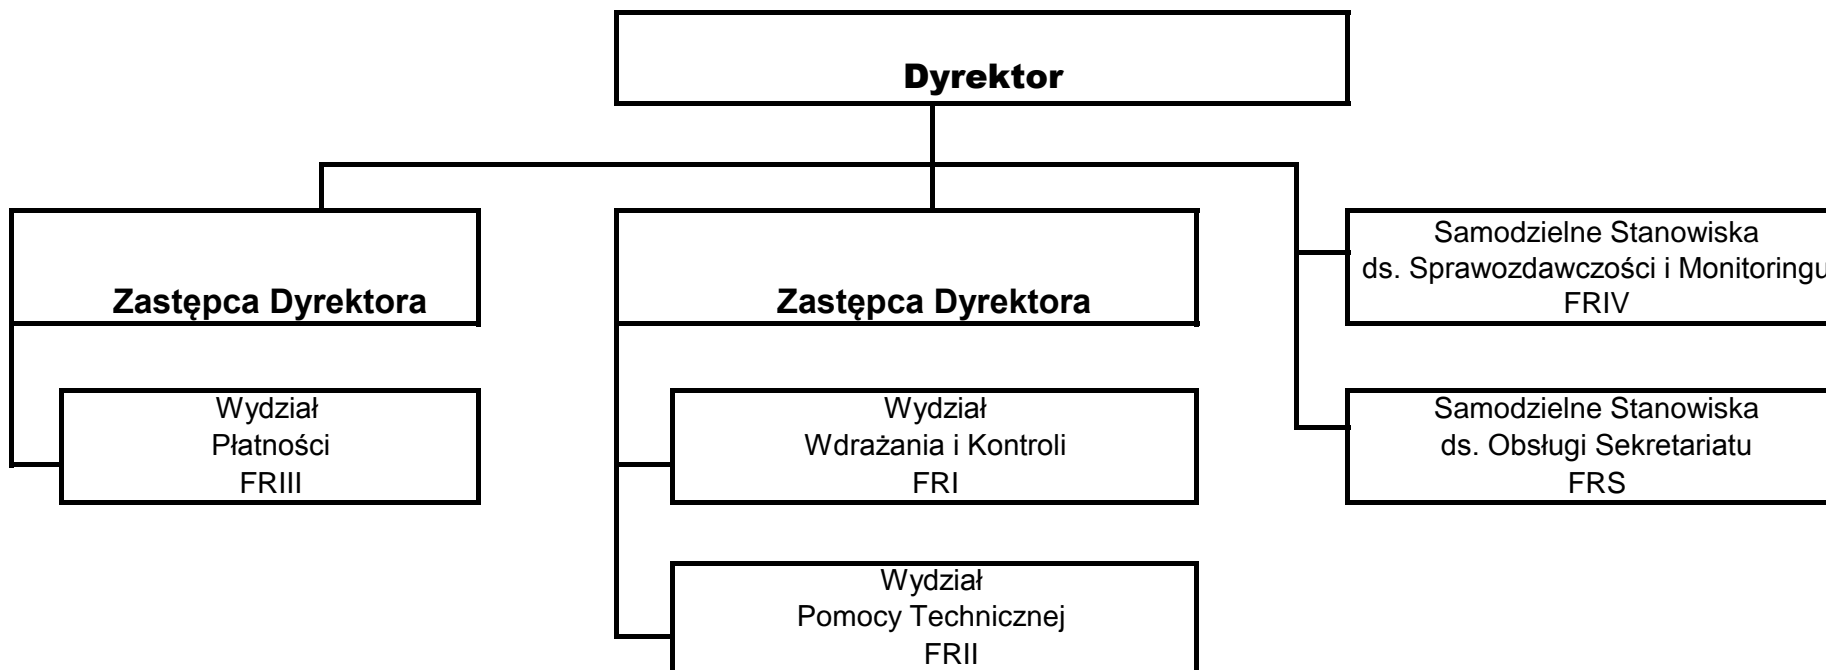 Dyrektor
Zastępca Dyrektora
Wydział
Płatności
FRIII
Zastępca Dyrektora
Wydział
Wdrażania i Kontroli
FRI
Wydział
Pomocy Technicznej
FRII
Samodzielne Stanowiska
ds. Sprawozdawczości i Monitoringu
FRIV
Samodzielne Stanowiska
ds. Obsługi Sekretariatu
FRS